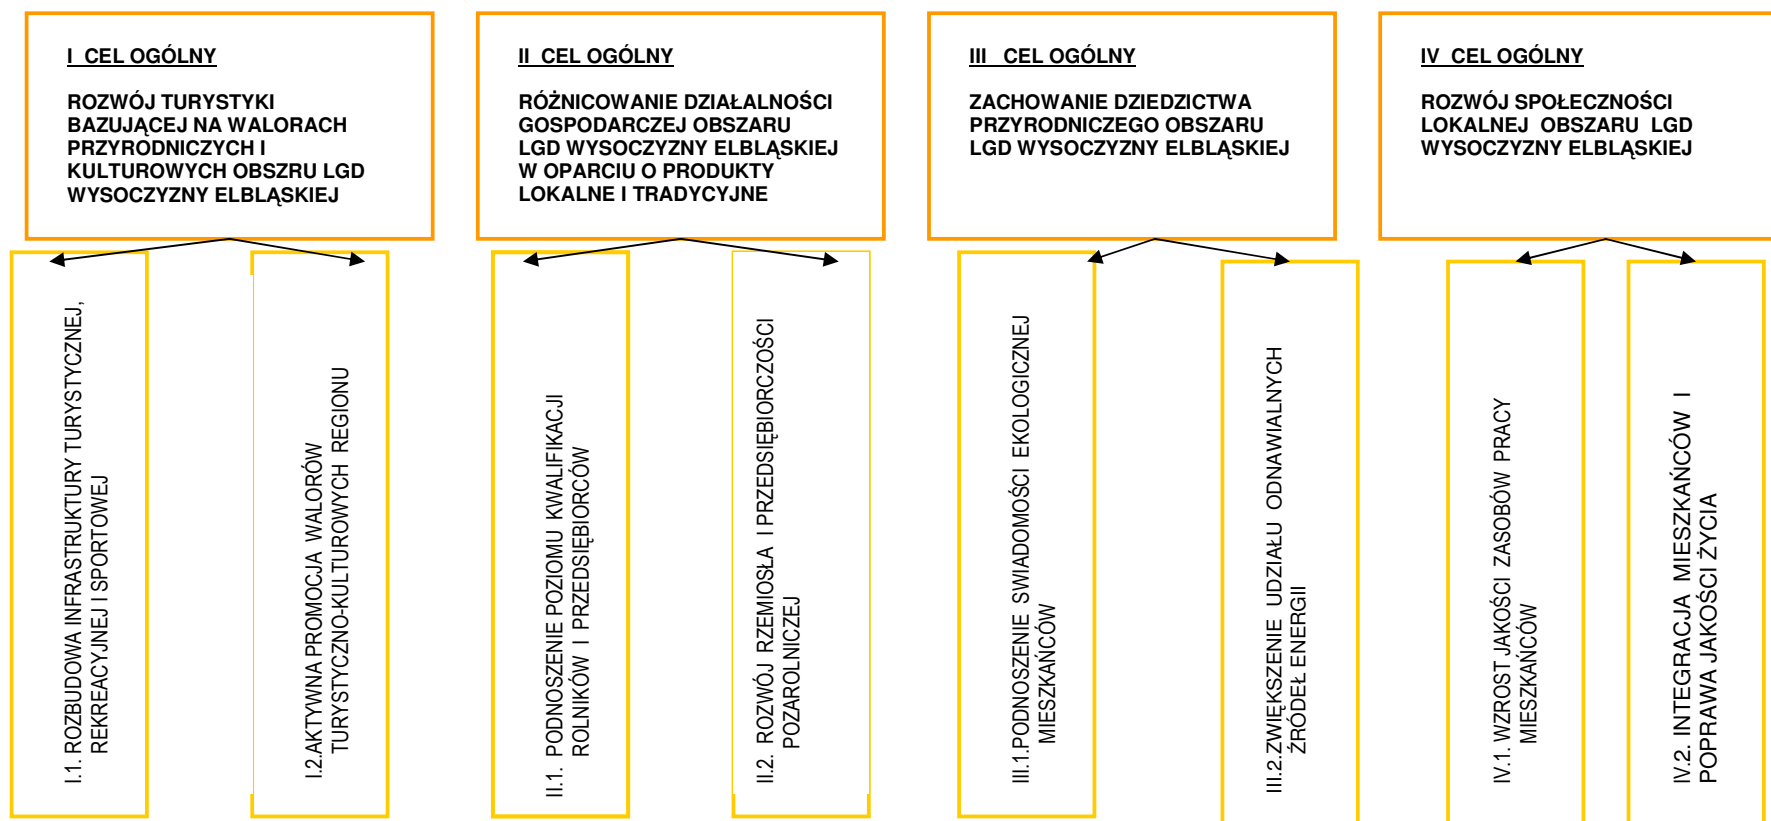 I CEL OGÓLNY
ROZWÓJ TURYSTYKI
BAZUJĄCEJ NA WALORACH
PRZYRODNICZYCH I
KULTUROWYCH OBSZRU LGD
WYSOCZYZNY ELBLĄSKIEJ
II CEL OGÓLNY
RÓŻNICOWANIE DZIAŁALNOŚCI
GOSPODARCZEJ OBSZARU
LGD WYSOCZYZNY ELBLĄSKIEJ
W OPARCIU O PRODUKTY
LOKALNE I TRADYCYJNE
III CEL OGÓLNY
ZACHOWANIE DZIEDZICTWA
PRZYRODNICZEGO OBSZARU
LGD WYSOCZYZNY ELBLĄSKIEJ
IV CEL OGÓLNY
ROZWÓJ SPOŁECZNOŚCI
LOKALNEJ OBSZARU LGD
WYSOCZYZNY ELBLĄSKIEJ
I.1. ROZBUDOWA INFRASTRUKTURY TURYSTYCZNEJ,
REKREACYJNEJ I SPORTOWEJ
I.2.AKTYWNA PROMOCJA WALORÓW
TURYSTYCZNO-KULTUROWYCH REGIONU
II.1. PODNOSZENIE POZIOMU KWALIFIKACJI
ROLNIKÓW I PRZEDSIĘBIORCÓW
II.2. ROZWÓJ RZEMIOSŁA I PRZEDSIĘBIORCZOŚCI
POZAROLNICZEJ
III.1.PODNOSZENIE SWIADOMOŚCI EKOLOGICZNEJ
MIESZKAŃCÓW
III.2.ZWIĘKSZENIE UDZIAŁU ODNAWIALNYCH
ŹRÓDEŁ ENERGII
IV.1. WZROST JAKOŚCI ZASOBÓW PRACY
MIESZKAŃCÓW
IV.2. INTEGRACJA MIESZKAŃCÓW I
POPRAWA JAKOŚCI ŻYCIA